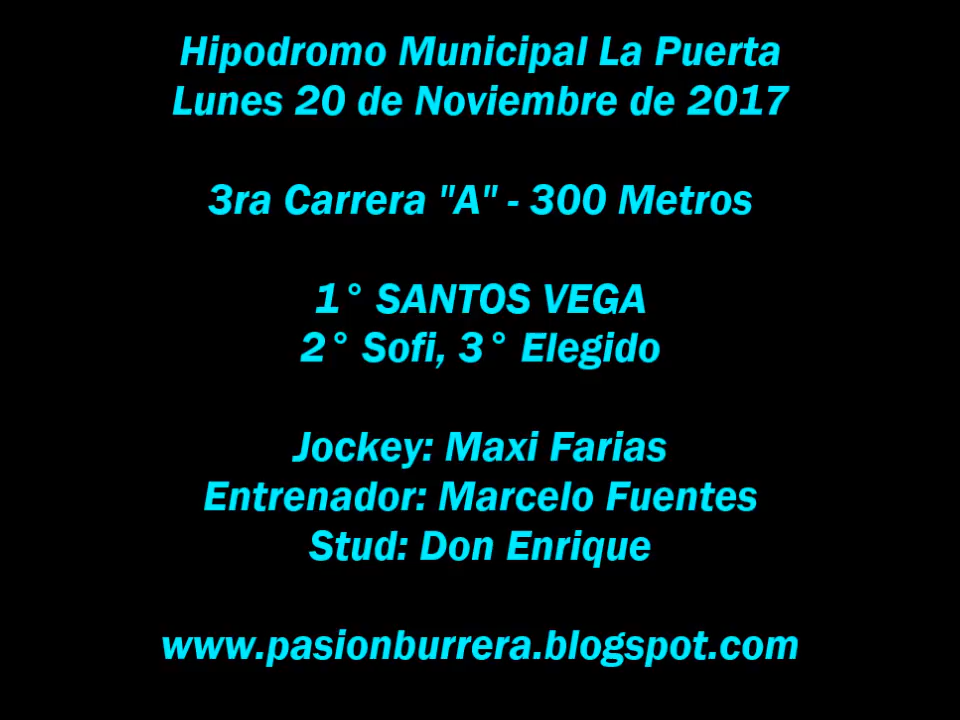 Hipodromo Municipal La Puerta
Lunes 20 de Noviembre de 2017
3ra Carrera "A" - 300 Metros
1° SANTOS VEGA
2° Sofi, 3° Elegido
Jockey: Maxi Farias
Entrenador: Marcelo Fuentes
Stud: Don Enrique
www.pasionburrera.blogspot.com